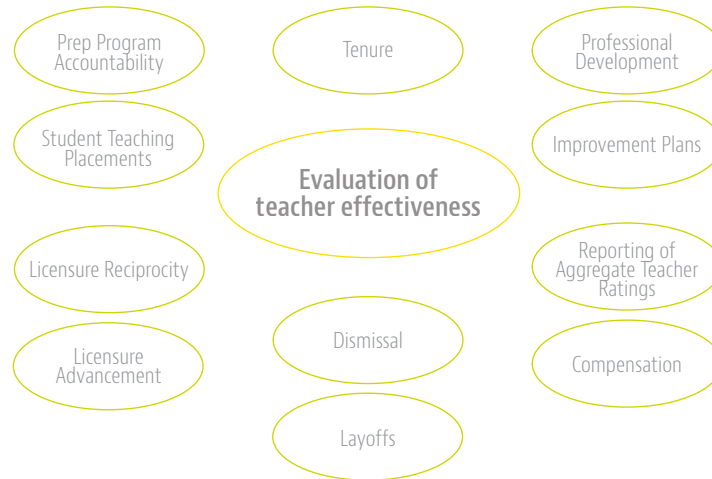 Prep Program
Accountability
Tenure
Professional
Development
Student Teaching
Placements
Improvement Plans
Evaluation of
teacher effectiveness
Licensure Reciprocity
Reporting of
Aggregate Teacher
Ratings
Dismissal
Licensure
Advancement
Compensation
Layoffs